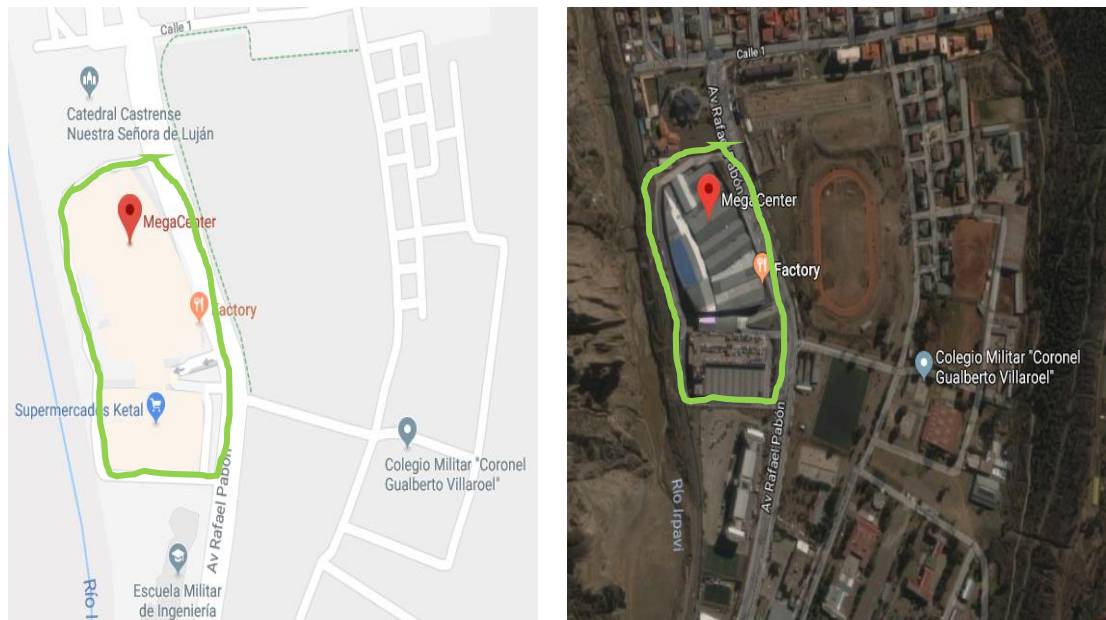 Calle 1
Catedral Castrense
Nuestra Señora de Luján
MegaCenter
Factory
Supermercados Ketal
Colegio Militar "Coronel
Gualberto Villaroel"
Av Rafael Pabón
Escuela Militar
de Ingeniería
Río I
Calle 1
Av Rafael Pabón
MegaCenter
Factory
Colegio Militar "Coronel
Gualberto Villaroel"
Av Rafael Pabón
Río Irpavi